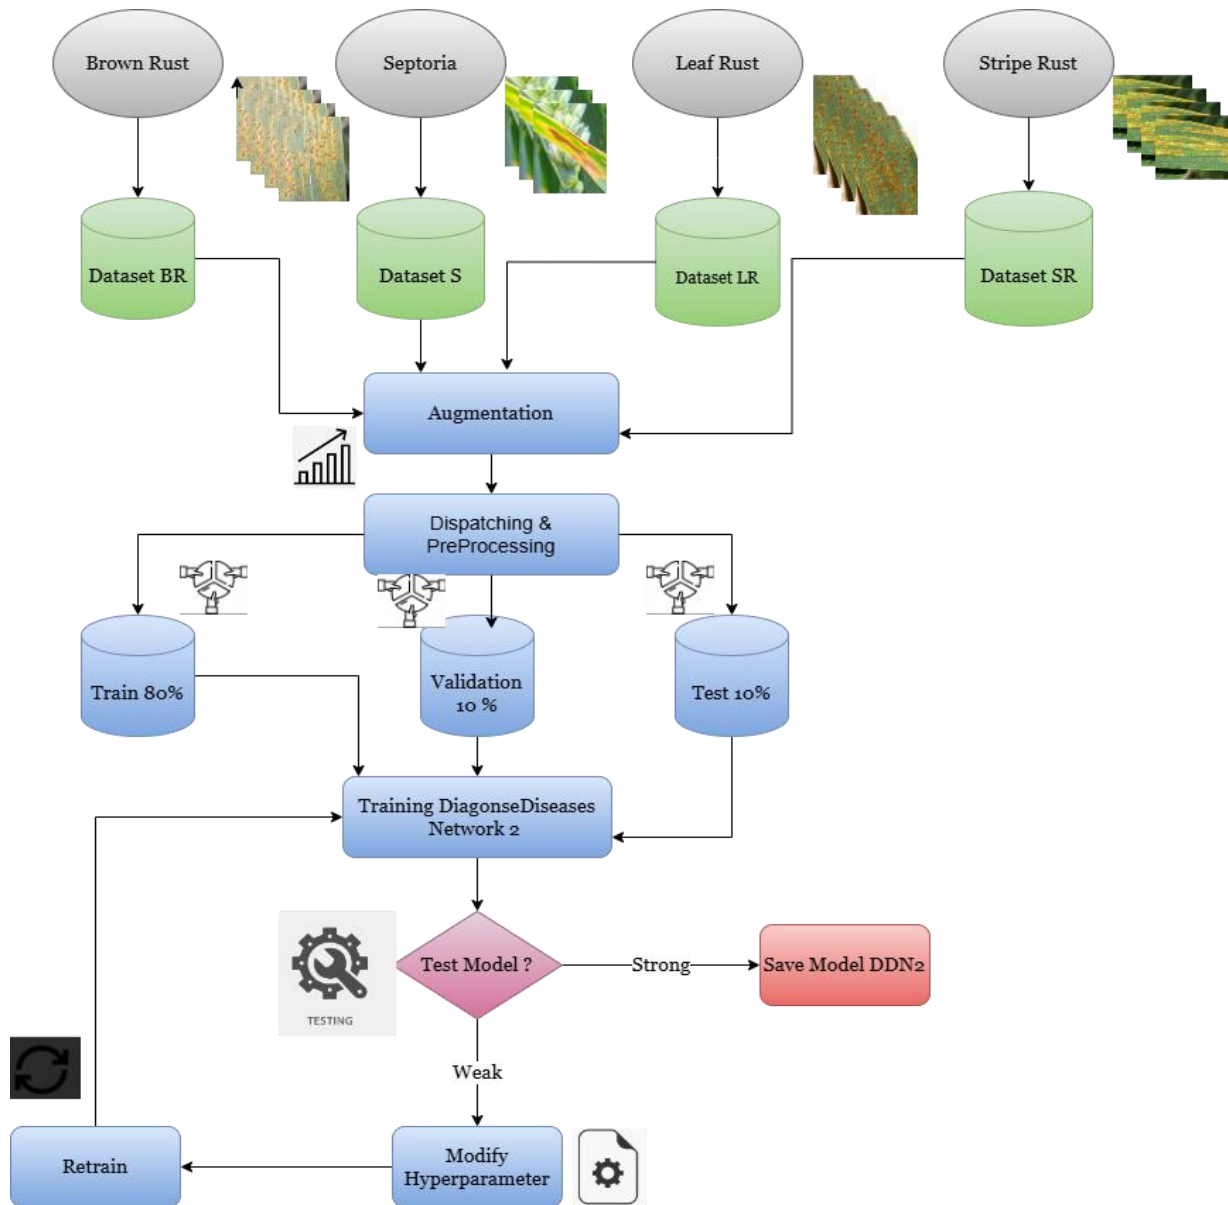 Brown Rust
Septoria
Leaf Rust
Stripe Rust
Dataset BR
Dataset S
Dataset LR
Dataset SR
Augmentation
Dispatching &
PreProcessing
Train 80%
Validation
10 %
Test 10%
Training DiagonseDiseases
Network 2
Test Model ?
Strong
Save Model DDN2
TESTING
Weak
Retrain
Modify
Hyperparameter